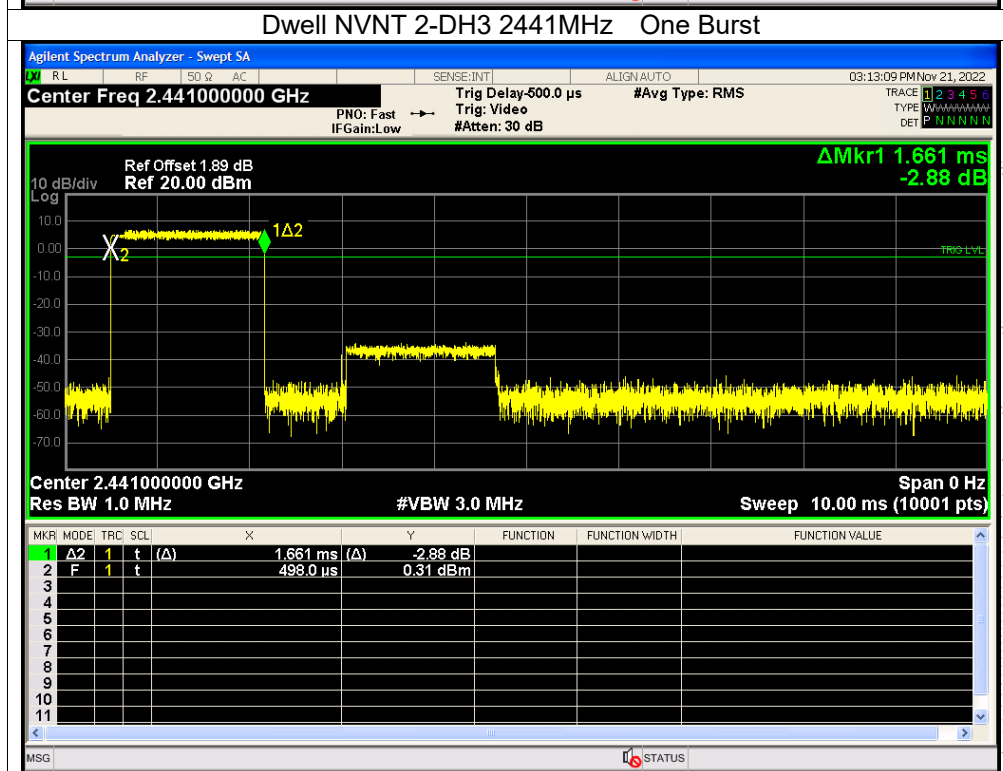 Dwell NVNT 2-DH3 2441MHz One Burst
Agilent Spectrum Analyzer - Swept SA
LXI RL RF 50 Ω AC SENSE:INT ALIGN AUTO 03:13:09 PM Nov 21, 2022
Center Freq 2.441000000 GHz Trig Delay-500.0 µs #Avg Type: RMS TRACE 1 2 3 4 5 6
PNO: Fast Trig: Video TYPE WWWWWW
IFGain:Low #Atten: 30 dB DET P N N N N N
ΔMkr1 1.661 ms
-2.88 dB
Ref Offset 1.89 dB
10 dB/div Ref 20.00 dBm
Log
10.0
1Δ2
0.00
X2
TRIG LVL
-10.0
-20.0
-30.0
-40.0
-50.0
-60.0
-70.0
Center 2.441000000 GHz Span 0 Hz
Res BW 1.0 MHz #VBW 3.0 MHz Sweep 10.00 ms (10001 pts)
MKR MODE TRC SCL X Y FUNCTION FUNCTION WIDTH FUNCTION VALUE
1 Δ2 1 t (Δ) 1.661 ms (Δ) -2.88 dB
2 F 1 t 498.0 µs 0.31 dBm
3
4
5
6
7
8
9
10
11
MSG STATUS